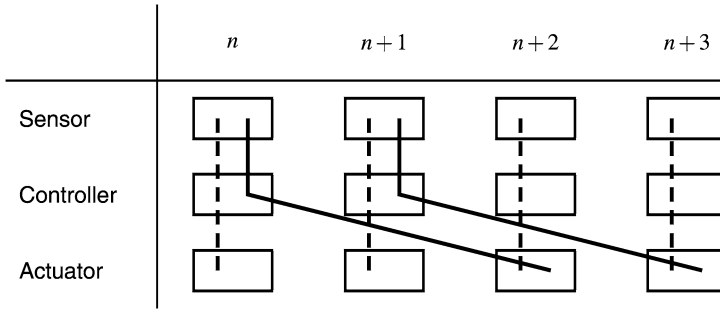 n n + 1 n + 2 n + 3
Sensor
Controller
Actuator